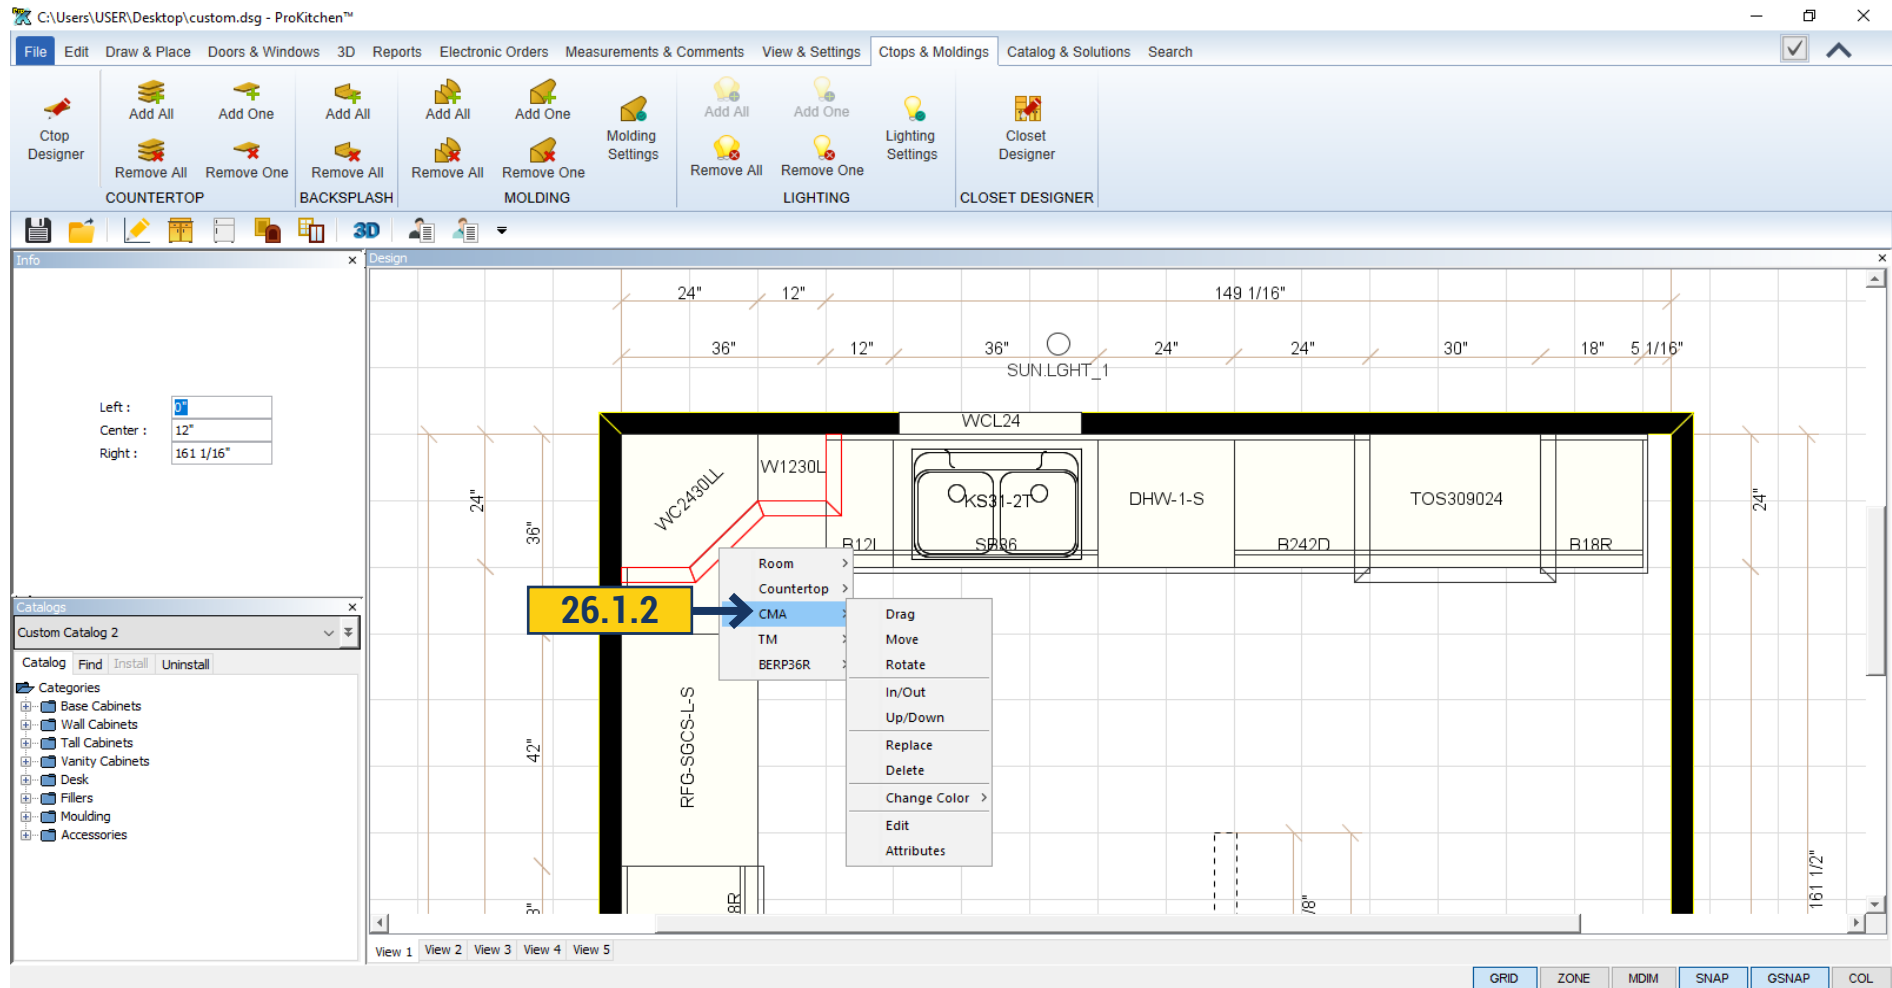 C:\Users\USER\Desktop\custom.dsg - ProKitchen™
File Edit Draw & Place Doors & Windows 3D Reports Electronic Orders Measurements & Comments View & Settings Ctops & Moldings Catalog & Solutions Search
Ctop Designer
Add All Add One
Remove All Remove One
COUNTERTOP
Add All
Remove All
BACKSPLASH
Add All Add One
Remove All Remove One
Molding Settings
MOLDING
Add All Add One
Remove All Remove One
Lighting Settings
LIGHTING
Closet Designer
CLOSET DESIGNER
3D
Info
Left : 0"
Center : 12"
Right : 161 1/16"
Catalogs
Custom Catalog 2
Catalog Find Install Uninstall
Categories
Base Cabinets
Wall Cabinets
Tall Cabinets
Vanity Cabinets
Desk
Fillers
Moulding
Accessories
Design
24" 12" 149 1/16"
36" 12" 36" 24" 24" 30" 18" 5 1/16"
SUN.LGHT_1
WCL24
WC2430LL
W1230L
KS31-2T
DHW-1-S
TOS309024
SB36
B242D
B18R
24"
36"
42"
24"
161 1/2"
RFG-SGCS-L-S
26.1.2
Room
Countertop
CMA
TM
BERP36R
Drag
Move
Rotate
In/Out
Up/Down
Replace
Delete
Change Color
Edit
Attributes
View 1 View 2 View 3 View 4 View 5
GRID ZONE MDIM SNAP GSNAP COL